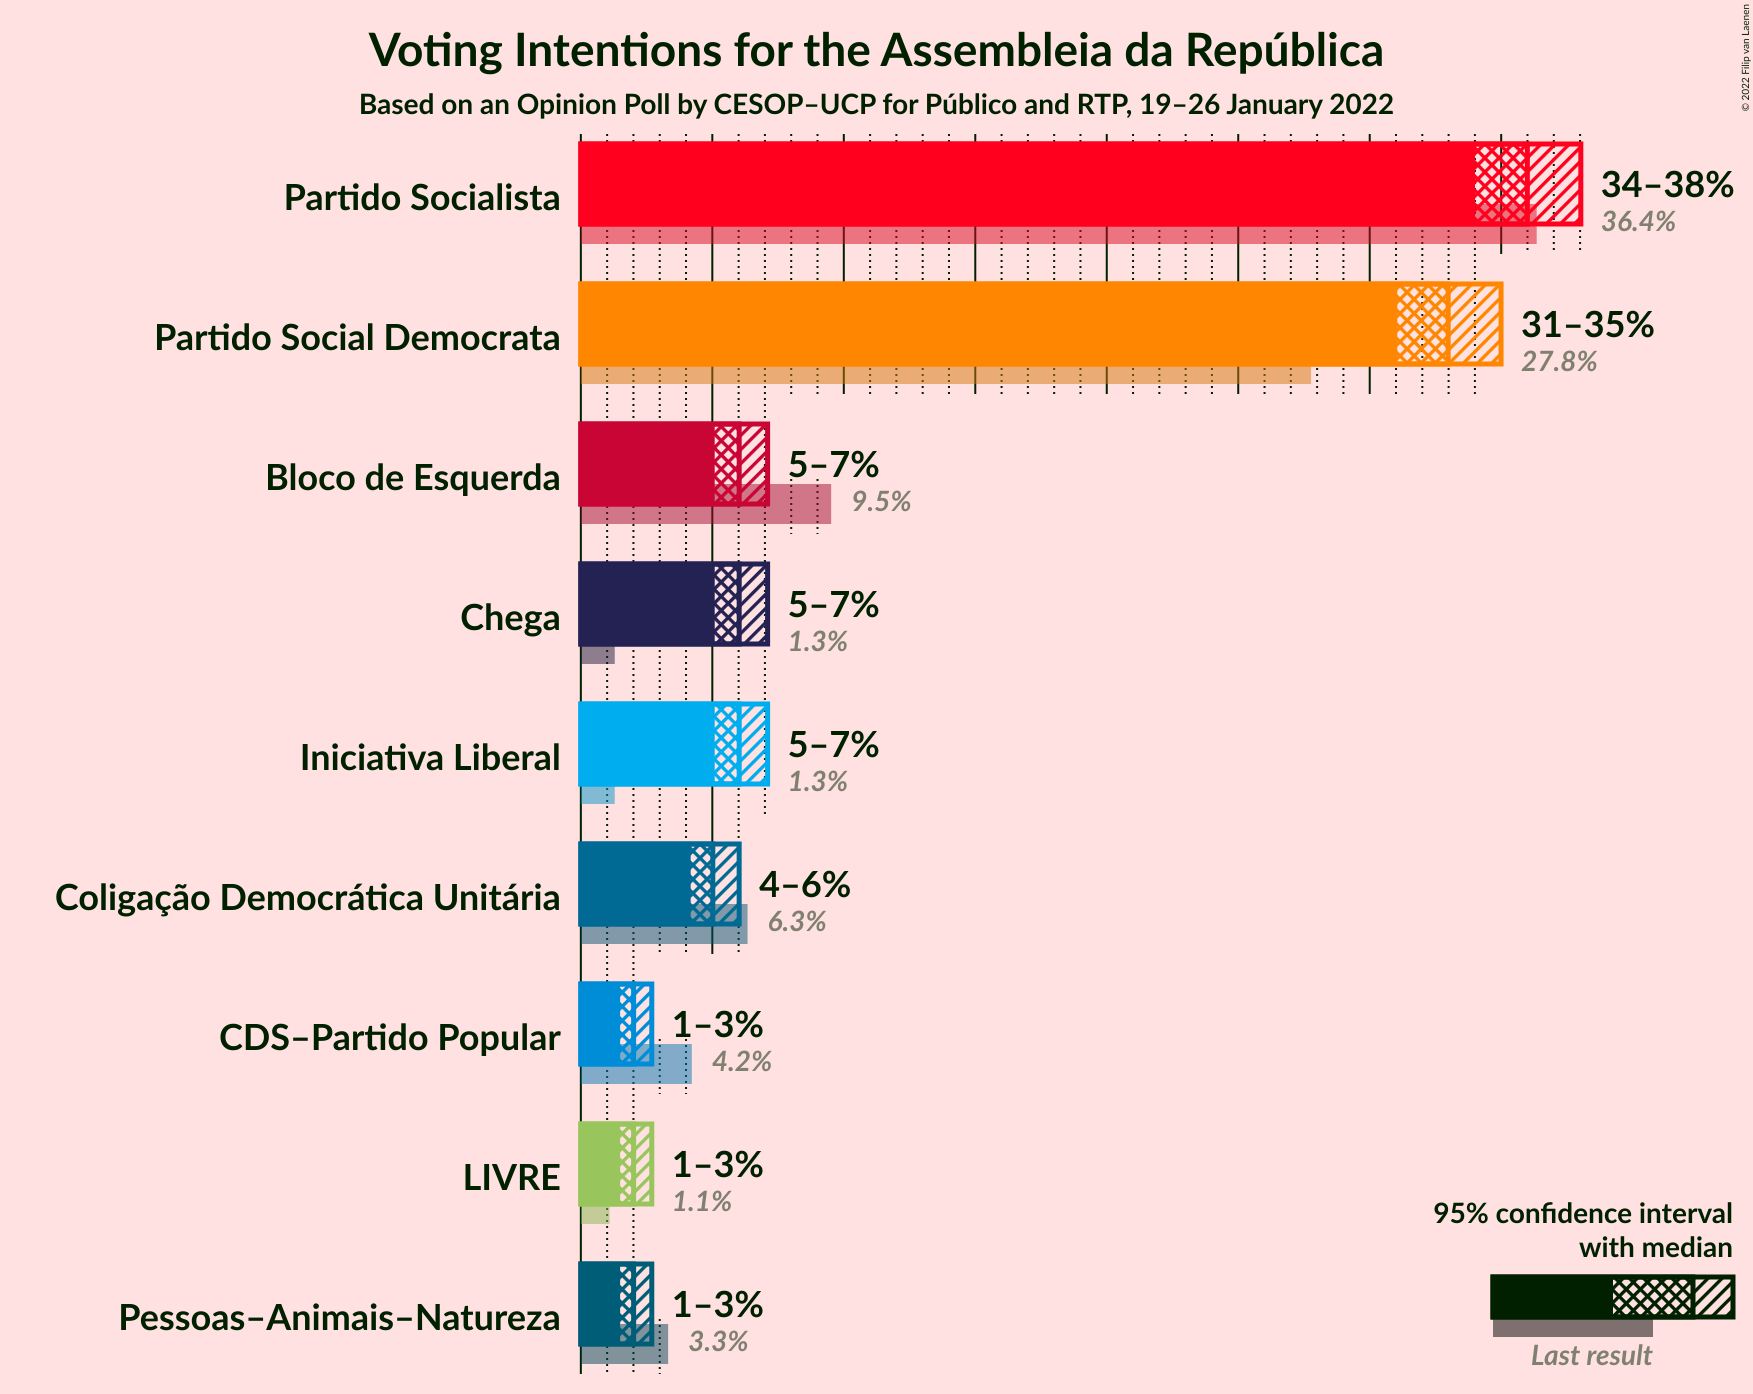 Voting Intentions for the Assembleia da República
Based on an Opinion Poll by CESOP–UCP for Público and RTP, 19–26 January 2022
© 2022 Filip van Laenen
Partido Socialista
34–38%
36.4%
Partido Social Democrata
31–35%
27.8%
Bloco de Esquerda
5–7%
9.5%
Chega
5–7%
1.3%
Iniciativa Liberal
5–7%
1.3%
Coligação Democrática Unitária
4–6%
6.3%
CDS–Partido Popular
1–3%
4.2%
LIVRE
1–3%
1.1%
Pessoas–Animais–Natureza
1–3%
3.3%
95% confidence interval
with median
Last result